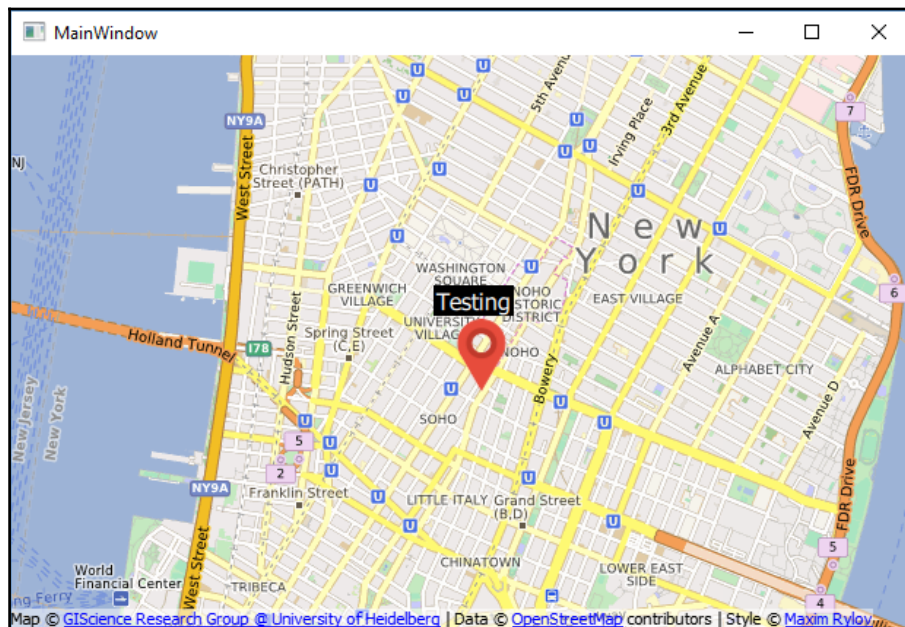 MainWindow
5th Avenue
Irving Place
3rd Avenue
7
NY9A
West Street
NJ
Christopher
Street (PATH)
FDR Drive
New
York
WASHINGTON
SQUARE
GREENWICH
VILLAGE
NOHO
HISTORIC
DISTRICT
EAST VILLAGE
6
Testing
UNIVERSITY
VILLAGE
Holland Tunnel
I78
Hudson Street
Spring Street
(C,E)
NOHO
Bowery
Avenue A
ALPHABET CITY
Avenue D
New Jersey
New York
SOHO
5
2
NY9A
Franklin Street
LITTLE ITALY
Grand Street
(B,D)
FDR Drive
5
CHINATOWN
LOWER EAST
SIDE
World
Financial Center
West Street
TRIBECA
4
Map © GIScience Research Group @ University of Heidelberg | Data © OpenStreetMap contributors | Style © Maxim Rylov